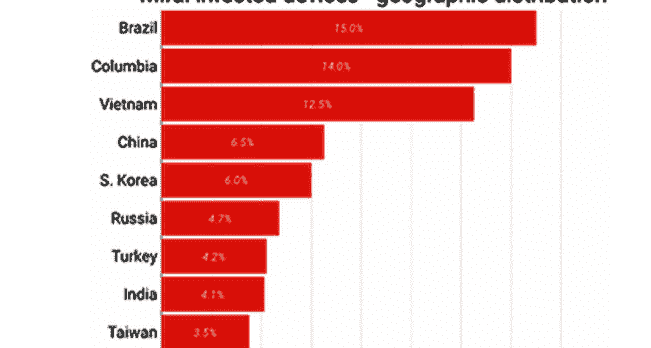 Mirai infected devices - geographic distribution
Brazil 15.0%
Columbia 14.0%
Vietnam 12.5%
China 6.5%
S. Korea 6.0%
Russia 4.7%
Turkey 4.2%
India 4.1%
Taiwan 3.5%